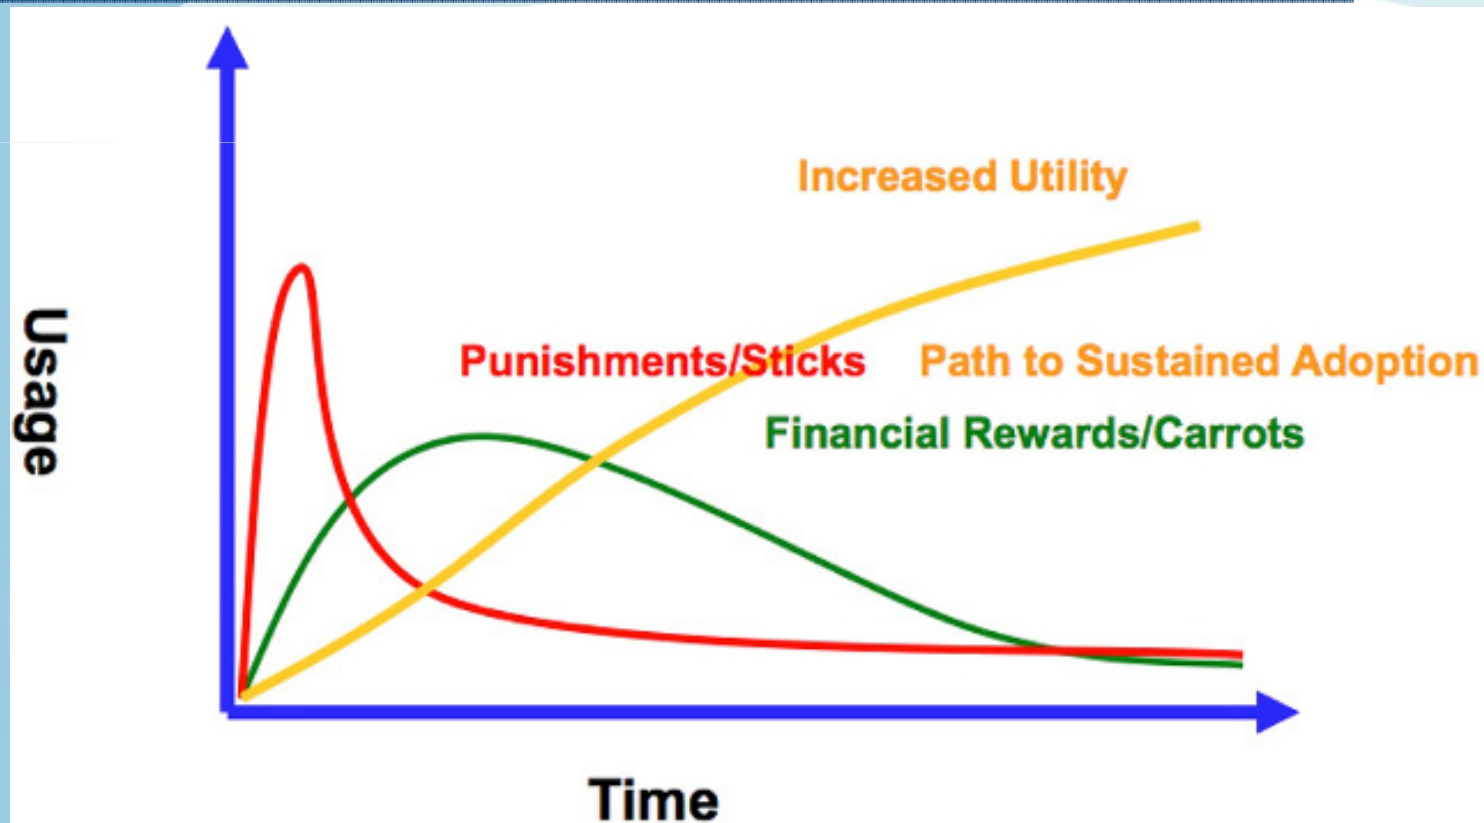 Increased Utility
Usage
Punishments/Sticks
Path to Sustained Adoption
Financial Rewards/Carrots
Time